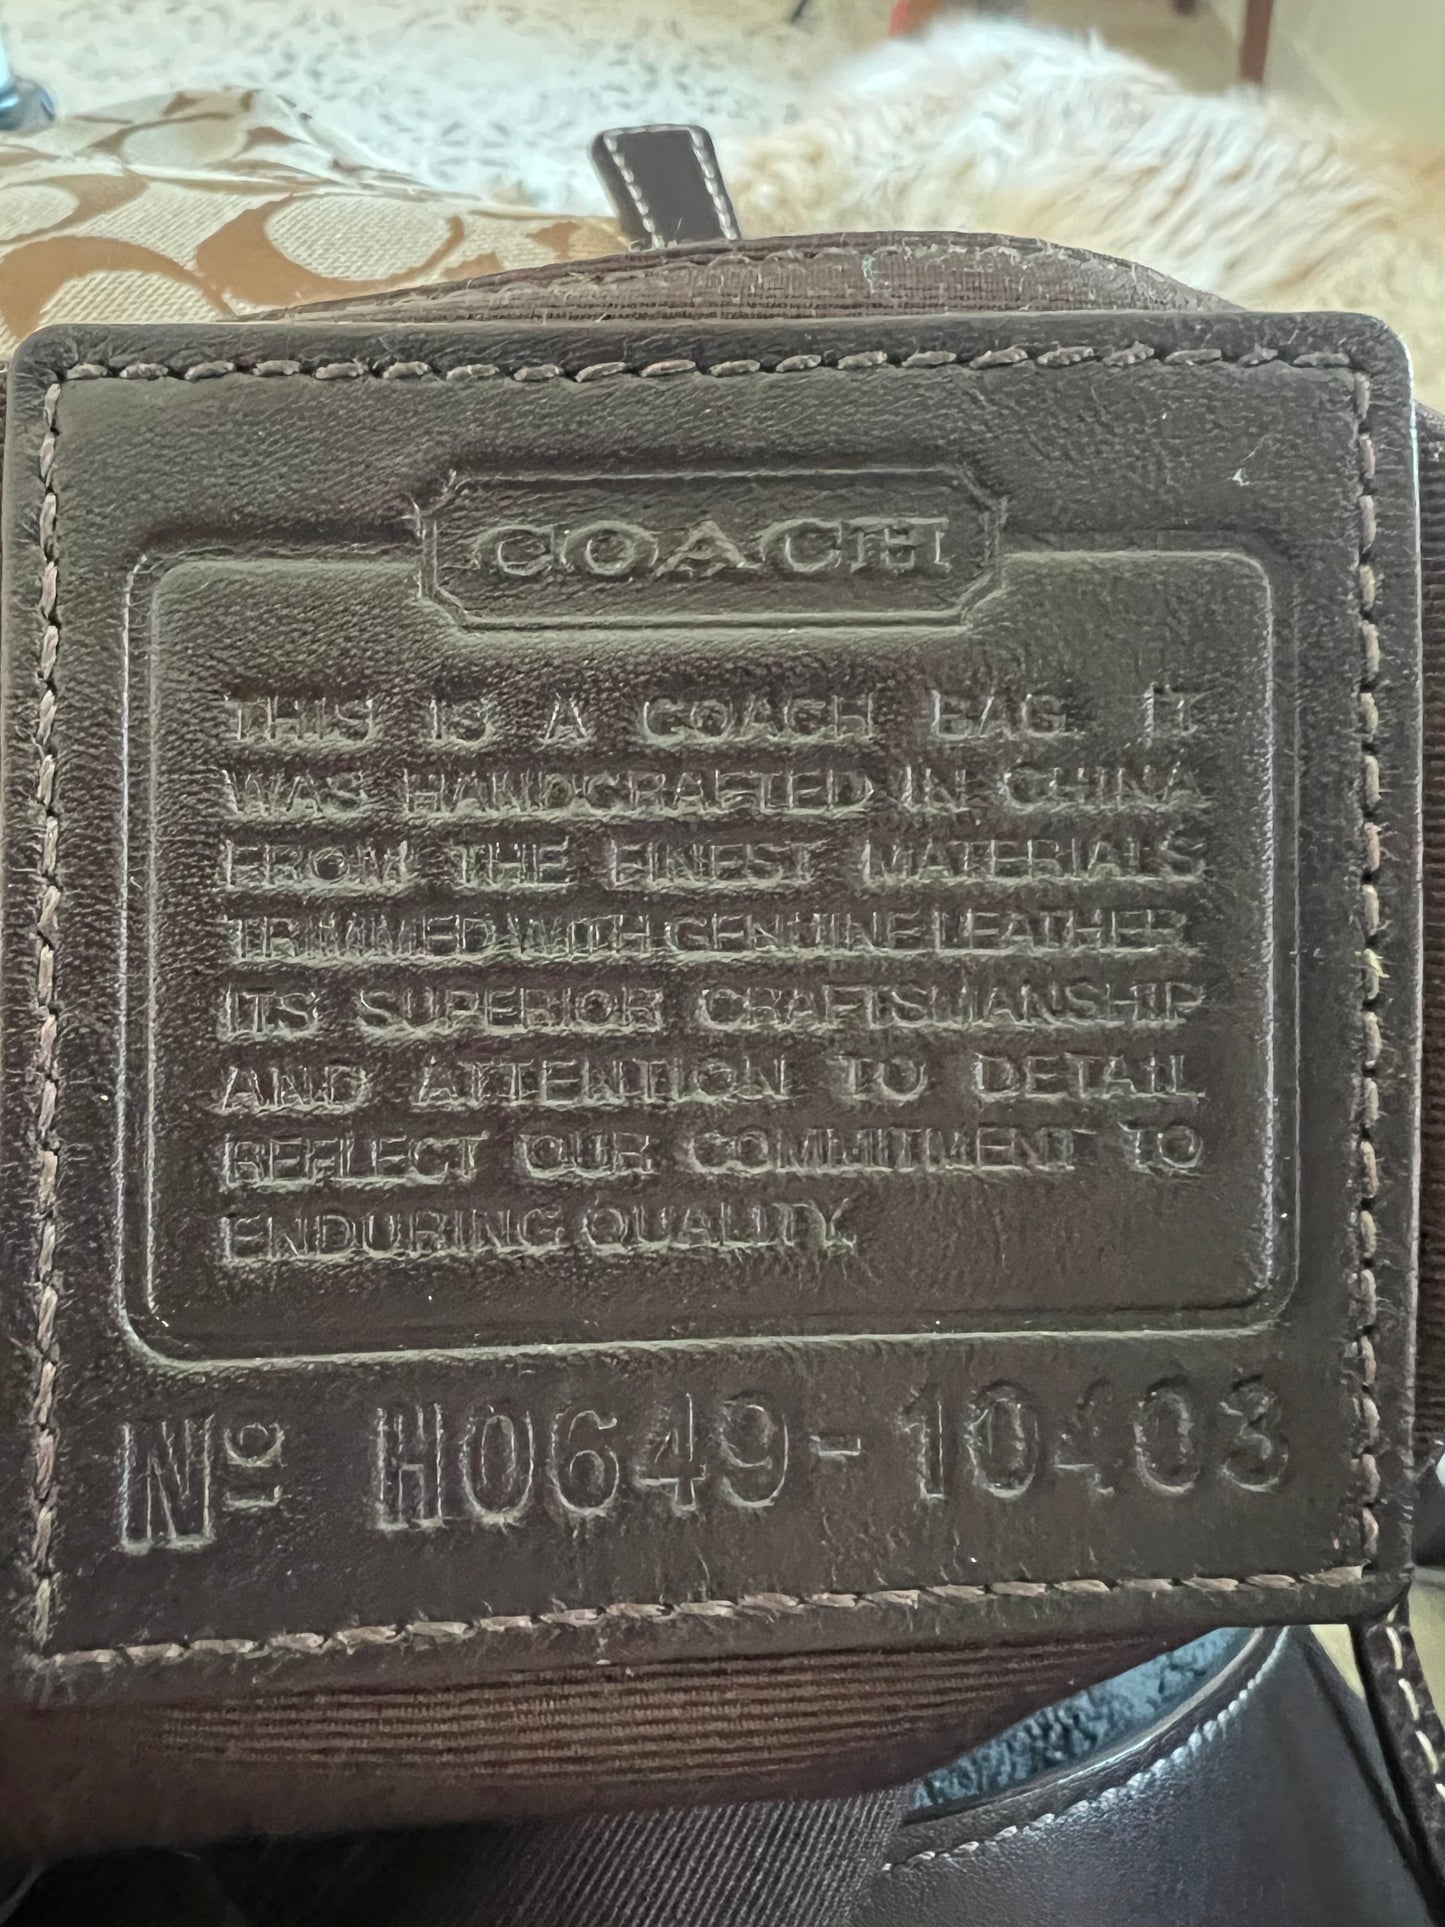 COACH
THIS IS A COACH BAG. IT
WAS HANDCRAFTED IN CHINA
FROM THE FINEST MATERIALS
TRIMMED WITH GENUINE LEATHER.
ITS SUPERIOR CRAFTSMANSHIP
AND ATTENTION TO DETAIL
REFLECT OUR COMMITMENT TO
ENDURING QUALITY.
Nº H0649-10403